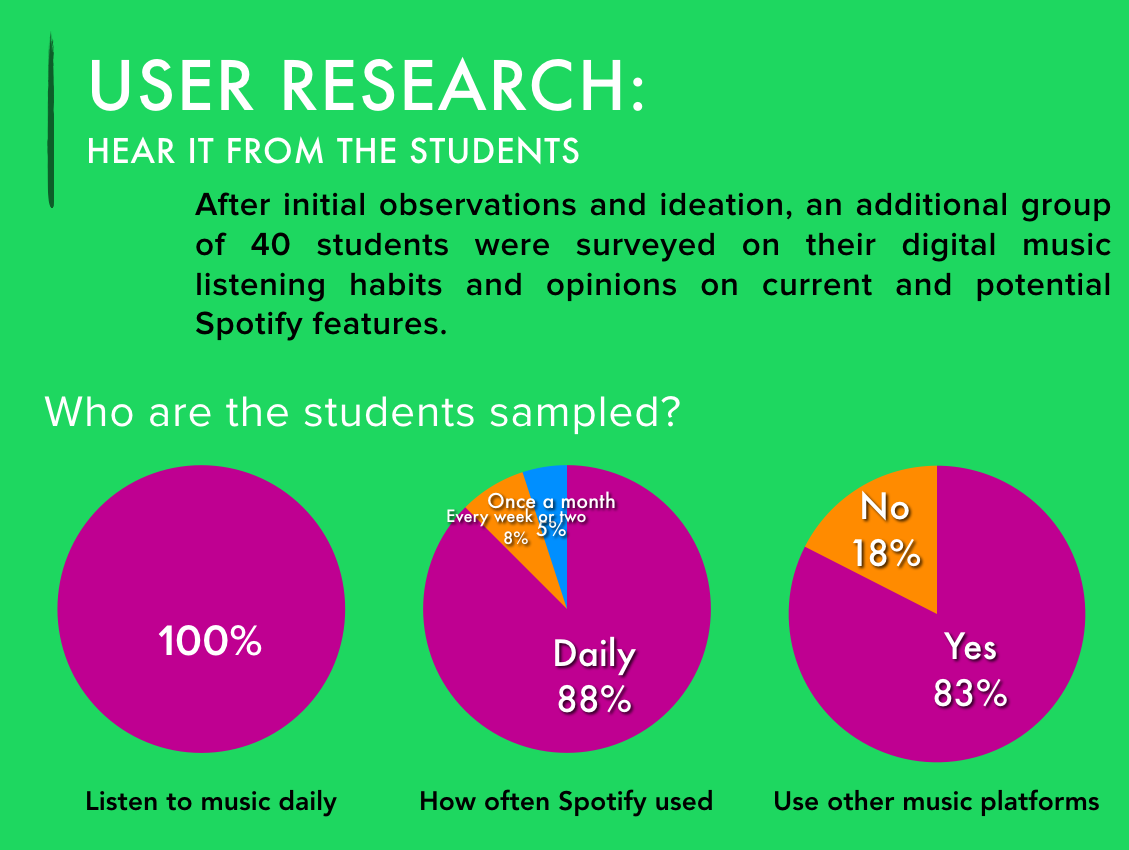 USER RESEARCH:
HEAR IT FROM THE STUDENTS
After initial observations and ideation, an additional group
of 40 students were surveyed on their digital music
listening habits and opinions on current and potential
Spotify features.
Who are the students sampled?
100%
Listen to music daily
Once a month
5%
Every week or two
8%
Daily
88%
How often Spotify used
No
18%
Yes
83%
Use other music platforms